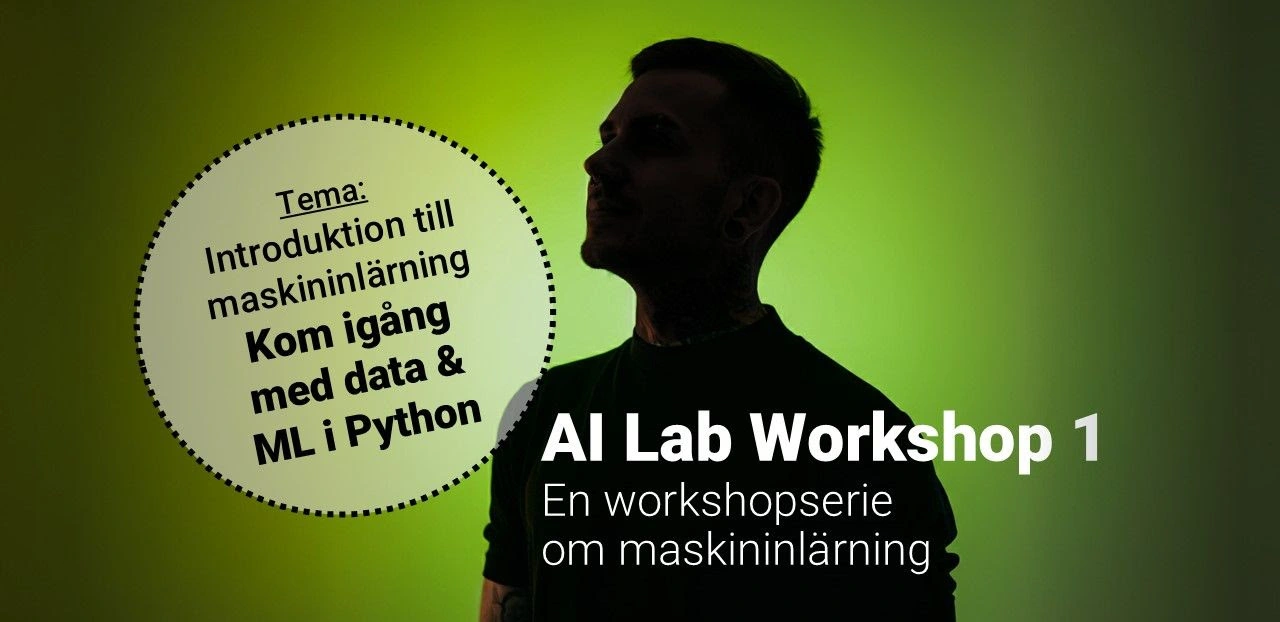 Tema:
Introduktion till
maskininlärning
Kom igång
med data &
ML i Python
AI Lab Workshop 1
En workshopserie
om maskininlärning